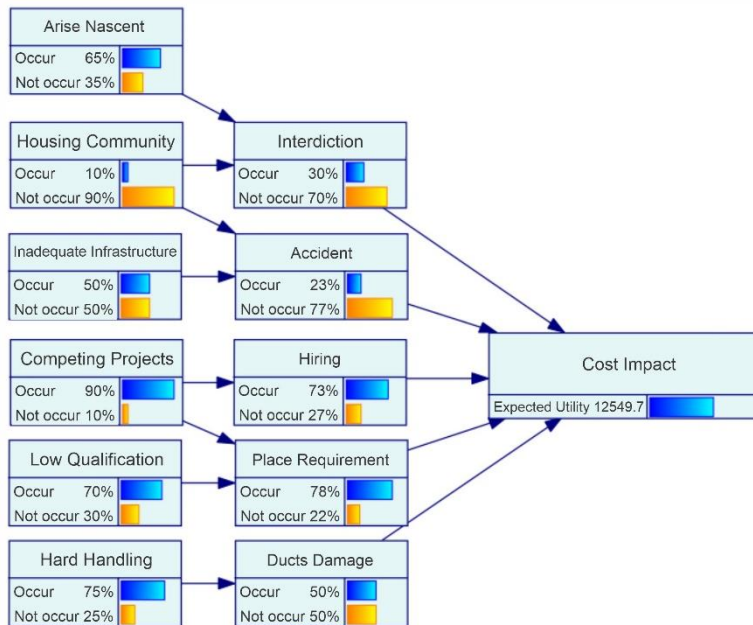 Arise Nascent
Occur 65%
Not occur 35%
Housing Community
Occur 10%
Not occur 90%
Interdiction
Occur 30%
Not occur 70%
Inadequate Infrastructure
Occur 50%
Not occur 50%
Accident
Occur 23%
Not occur 77%
Competing Projects
Occur 90%
Not occur 10%
Hiring
Occur 73%
Not occur 27%
Cost Impact
Expected Utility 12549.7
Low Qualification
Occur 70%
Not occur 30%
Place Requirement
Occur 78%
Not occur 22%
Hard Handling
Occur 75%
Not occur 25%
Ducts Damage
Occur 50%
Not occur 50%